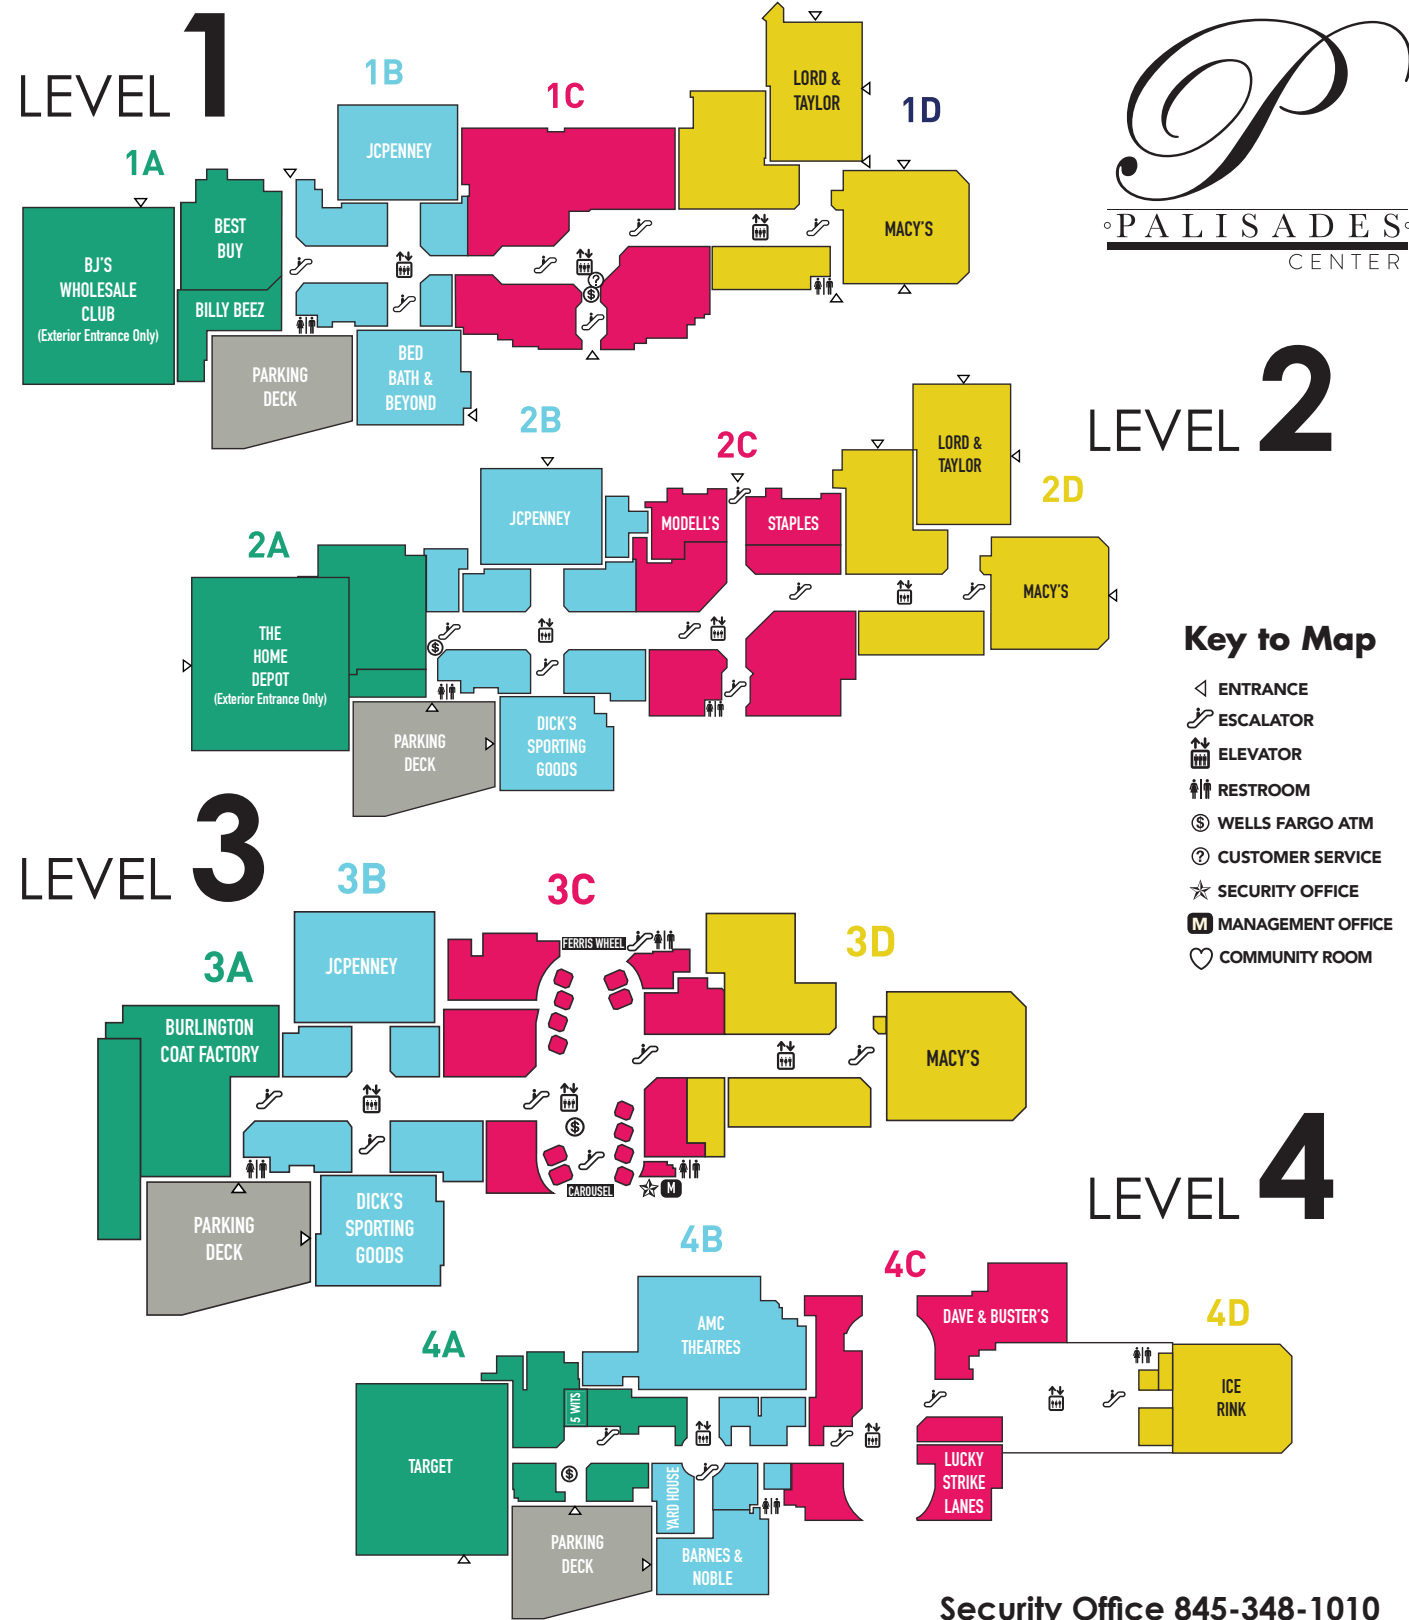 LEVEL 1
1A
1B
1C
1D
BJ'S
WHOLESALE
CLUB
(Exterior Entrance Only)
BEST
BUY
BILLY BEEZ
PARKING
DECK
JCPENNEY
BED
BATH &
BEYOND
LORD &
TAYLOR
MACY'S
P
PALISADES
CENTER
LEVEL 2
2A
2B
2C
2D
THE
HOME
DEPOT
(Exterior Entrance Only)
PARKING
DECK
JCPENNEY
DICK'S
SPORTING
GOODS
MODELL'S
STAPLES
LORD &
TAYLOR
MACY'S
Key to Map
ENTRANCE
ESCALATOR
ELEVATOR
RESTROOM
$ WELLS FARGO ATM
? CUSTOMER SERVICE
SECURITY OFFICE
M MANAGEMENT OFFICE
COMMUNITY ROOM
LEVEL 3
3A
3B
3C
3D
BURLINGTON
COAT FACTORY
JCPENNEY
PARKING
DECK
DICK'S
SPORTING
GOODS
FERRIS WHEEL
CAROUSEL
M
MACY'S
LEVEL 4
4A
4B
4C
4D
TARGET
5 WITS
AMC
THEATRES
PARKING
DECK
YARD HOUSE
BARNES &
NOBLE
DAVE & BUSTER'S
LUCKY
STRIKE
LANES
ICE
RINK
Security Office 845-348-1010